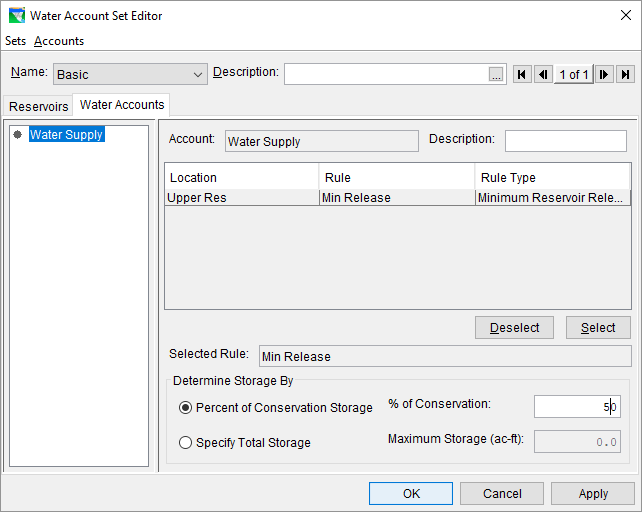 Water Account Set Editor
Sets Accounts
Name: Basic Description: ... 1 of 1
Reservoirs Water Accounts
Water Supply
Account: Water Supply Description:
Location Rule Rule Type
Upper Res Min Release Minimum Reservoir Rele...
Deselect Select
Selected Rule: Min Release
Determine Storage By
Percent of Conservation Storage % of Conservation: 50
Specify Total Storage Maximum Storage (ac-ft): 0.0
OK Cancel Apply